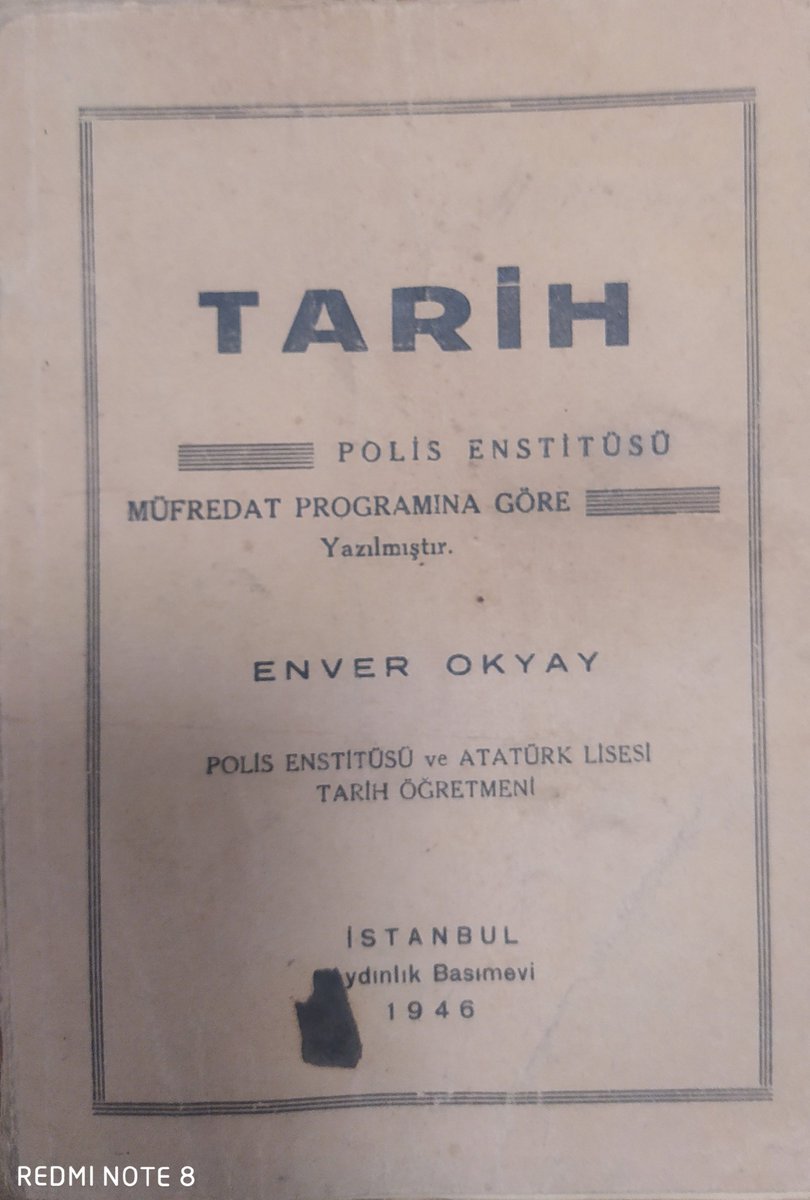 TARİH
POLİS ENSTİTÜSÜ
MÜFREDAT PROGRAMINA GÖRE
Yazılmıştır.
ENVER OKYAY
POLİS ENSTİTÜSÜ ve ATATÜRK LİSESİ
TARİH ÖĞRETMENİ
İSTANBUL
ydınlık Basımevi
1946
REDMI NOTE 8